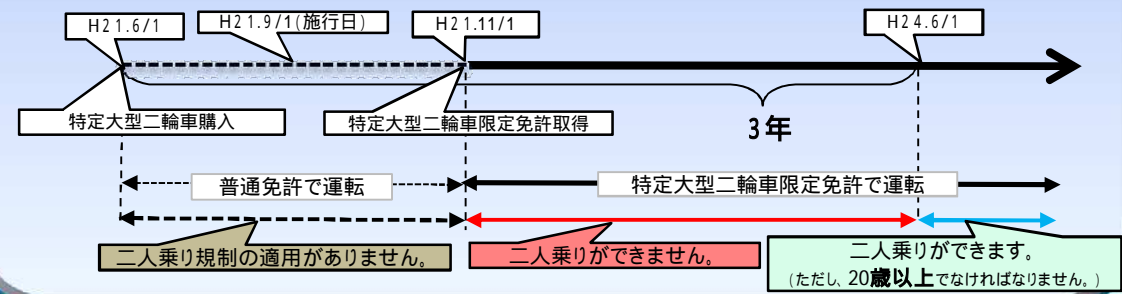 H21.6/1
H21.9/1(施行日)
H21.11/1
H24.6/1
特定大型二輪車購入
特定大型二輪車限定免許取得
3年
普通免許で運転
特定大型二輪車限定免許で運転
二人乗り規制の適用がありません。
二人乗りができません。
二人乗りができます。
(ただし、20歳以上でなければなりません。)